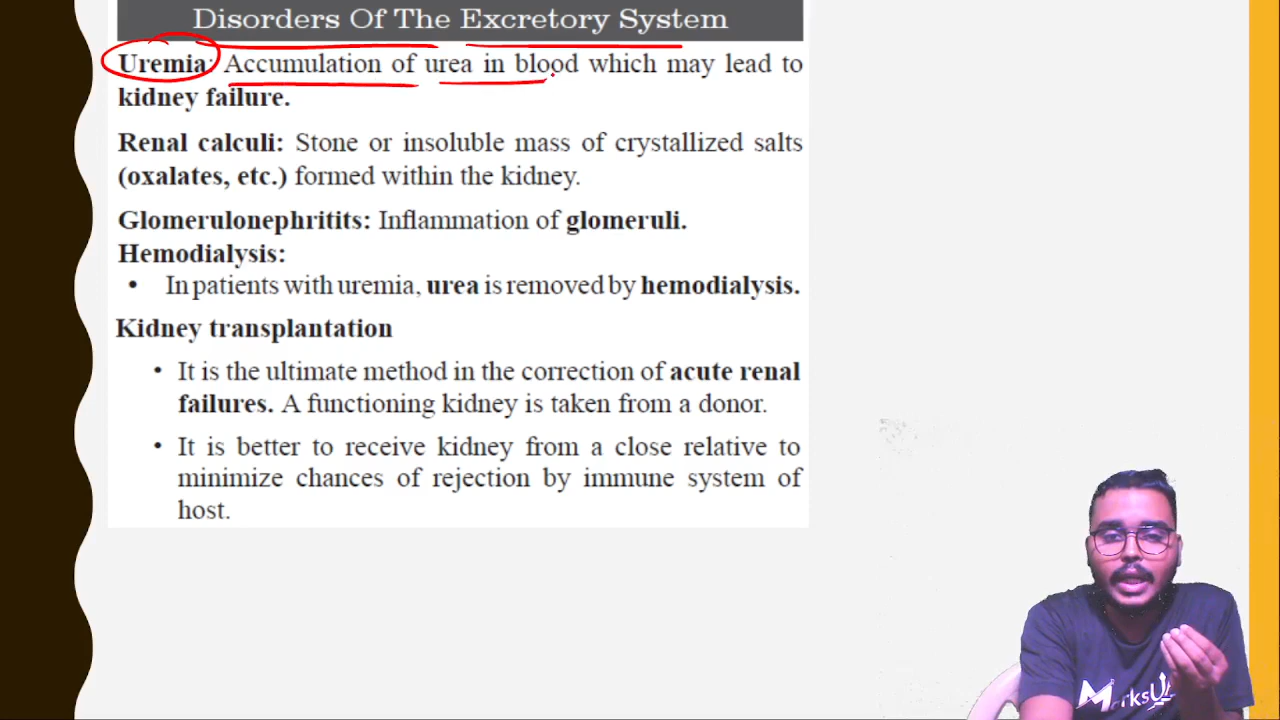 Disorders Of The Excretory System
Uremia: Accumulation of urea in blood which may lead to
kidney failure.
Renal calculi: Stone or insoluble mass of crystallized salts
(oxalates, etc.) formed within the kidney.
Glomerulonephritits: Inflammation of glomeruli.
Hemodialysis:
• In patients with uremia, urea is removed by hemodialysis.
Kidney transplantation
• It is the ultimate method in the correction of acute renal
failures. A functioning kidney is taken from a donor.
• It is better to receive kidney from a close relative to
minimize chances of rejection by immune system of
host.
MarksU